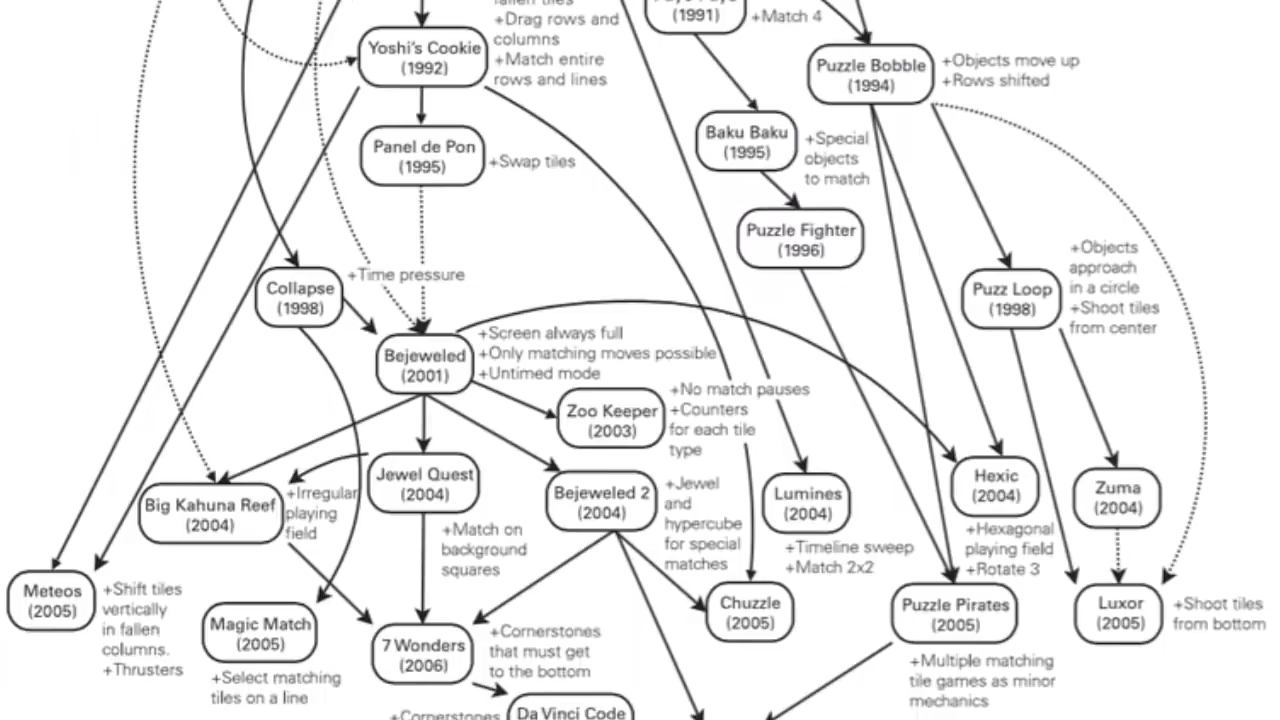 fallen tiles
+Drag rows and
columns
+Match entire
rows and lines
Yoshi's Cookie
(1992)
(1991)
+Match 4
Puzzle Bobble
(1994)
+Objects move up
+Rows shifted
Panel de Pon
(1995)
+Swap tiles
Baku Baku
(1995)
+Special
objects
to match
Puzzle Fighter
(1996)
Collapse
(1998)
+Time pressure
Puzz Loop
(1998)
+Objects
approach
in a circle
+Shoot tiles
from center
Bejeweled
(2001)
+Screen always full
+Only matching moves possible
+Untimed mode
Zoo Keeper
(2003)
+No match pauses
+Counters
for each tile
type
Big Kahuna Reef
(2004)
+Irregular
playing
field
Jewel Quest
(2004)
+Match on
background
squares
Bejeweled 2
(2004)
+Jewel
and
hypercube
for special
matches
Lumines
(2004)
+Timeline sweep
+Match 2x2
Hexic
(2004)
+Hexagonal
playing field
+Rotate 3
Zuma
(2004)
Meteos
(2005)
+Shift tiles
vertically
in fallen
columns.
+Thrusters
Magic Match
(2005)
+Select matching
tiles on a line
7 Wonders
(2006)
+Cornerstones
that must get
to the bottom
Chuzzle
(2005)
Puzzle Pirates
(2005)
+Multiple matching
tile games as minor
mechanics
Luxor
(2005)
+Shoot tiles
from bottom
+Cornerstones
Da Vinci Code